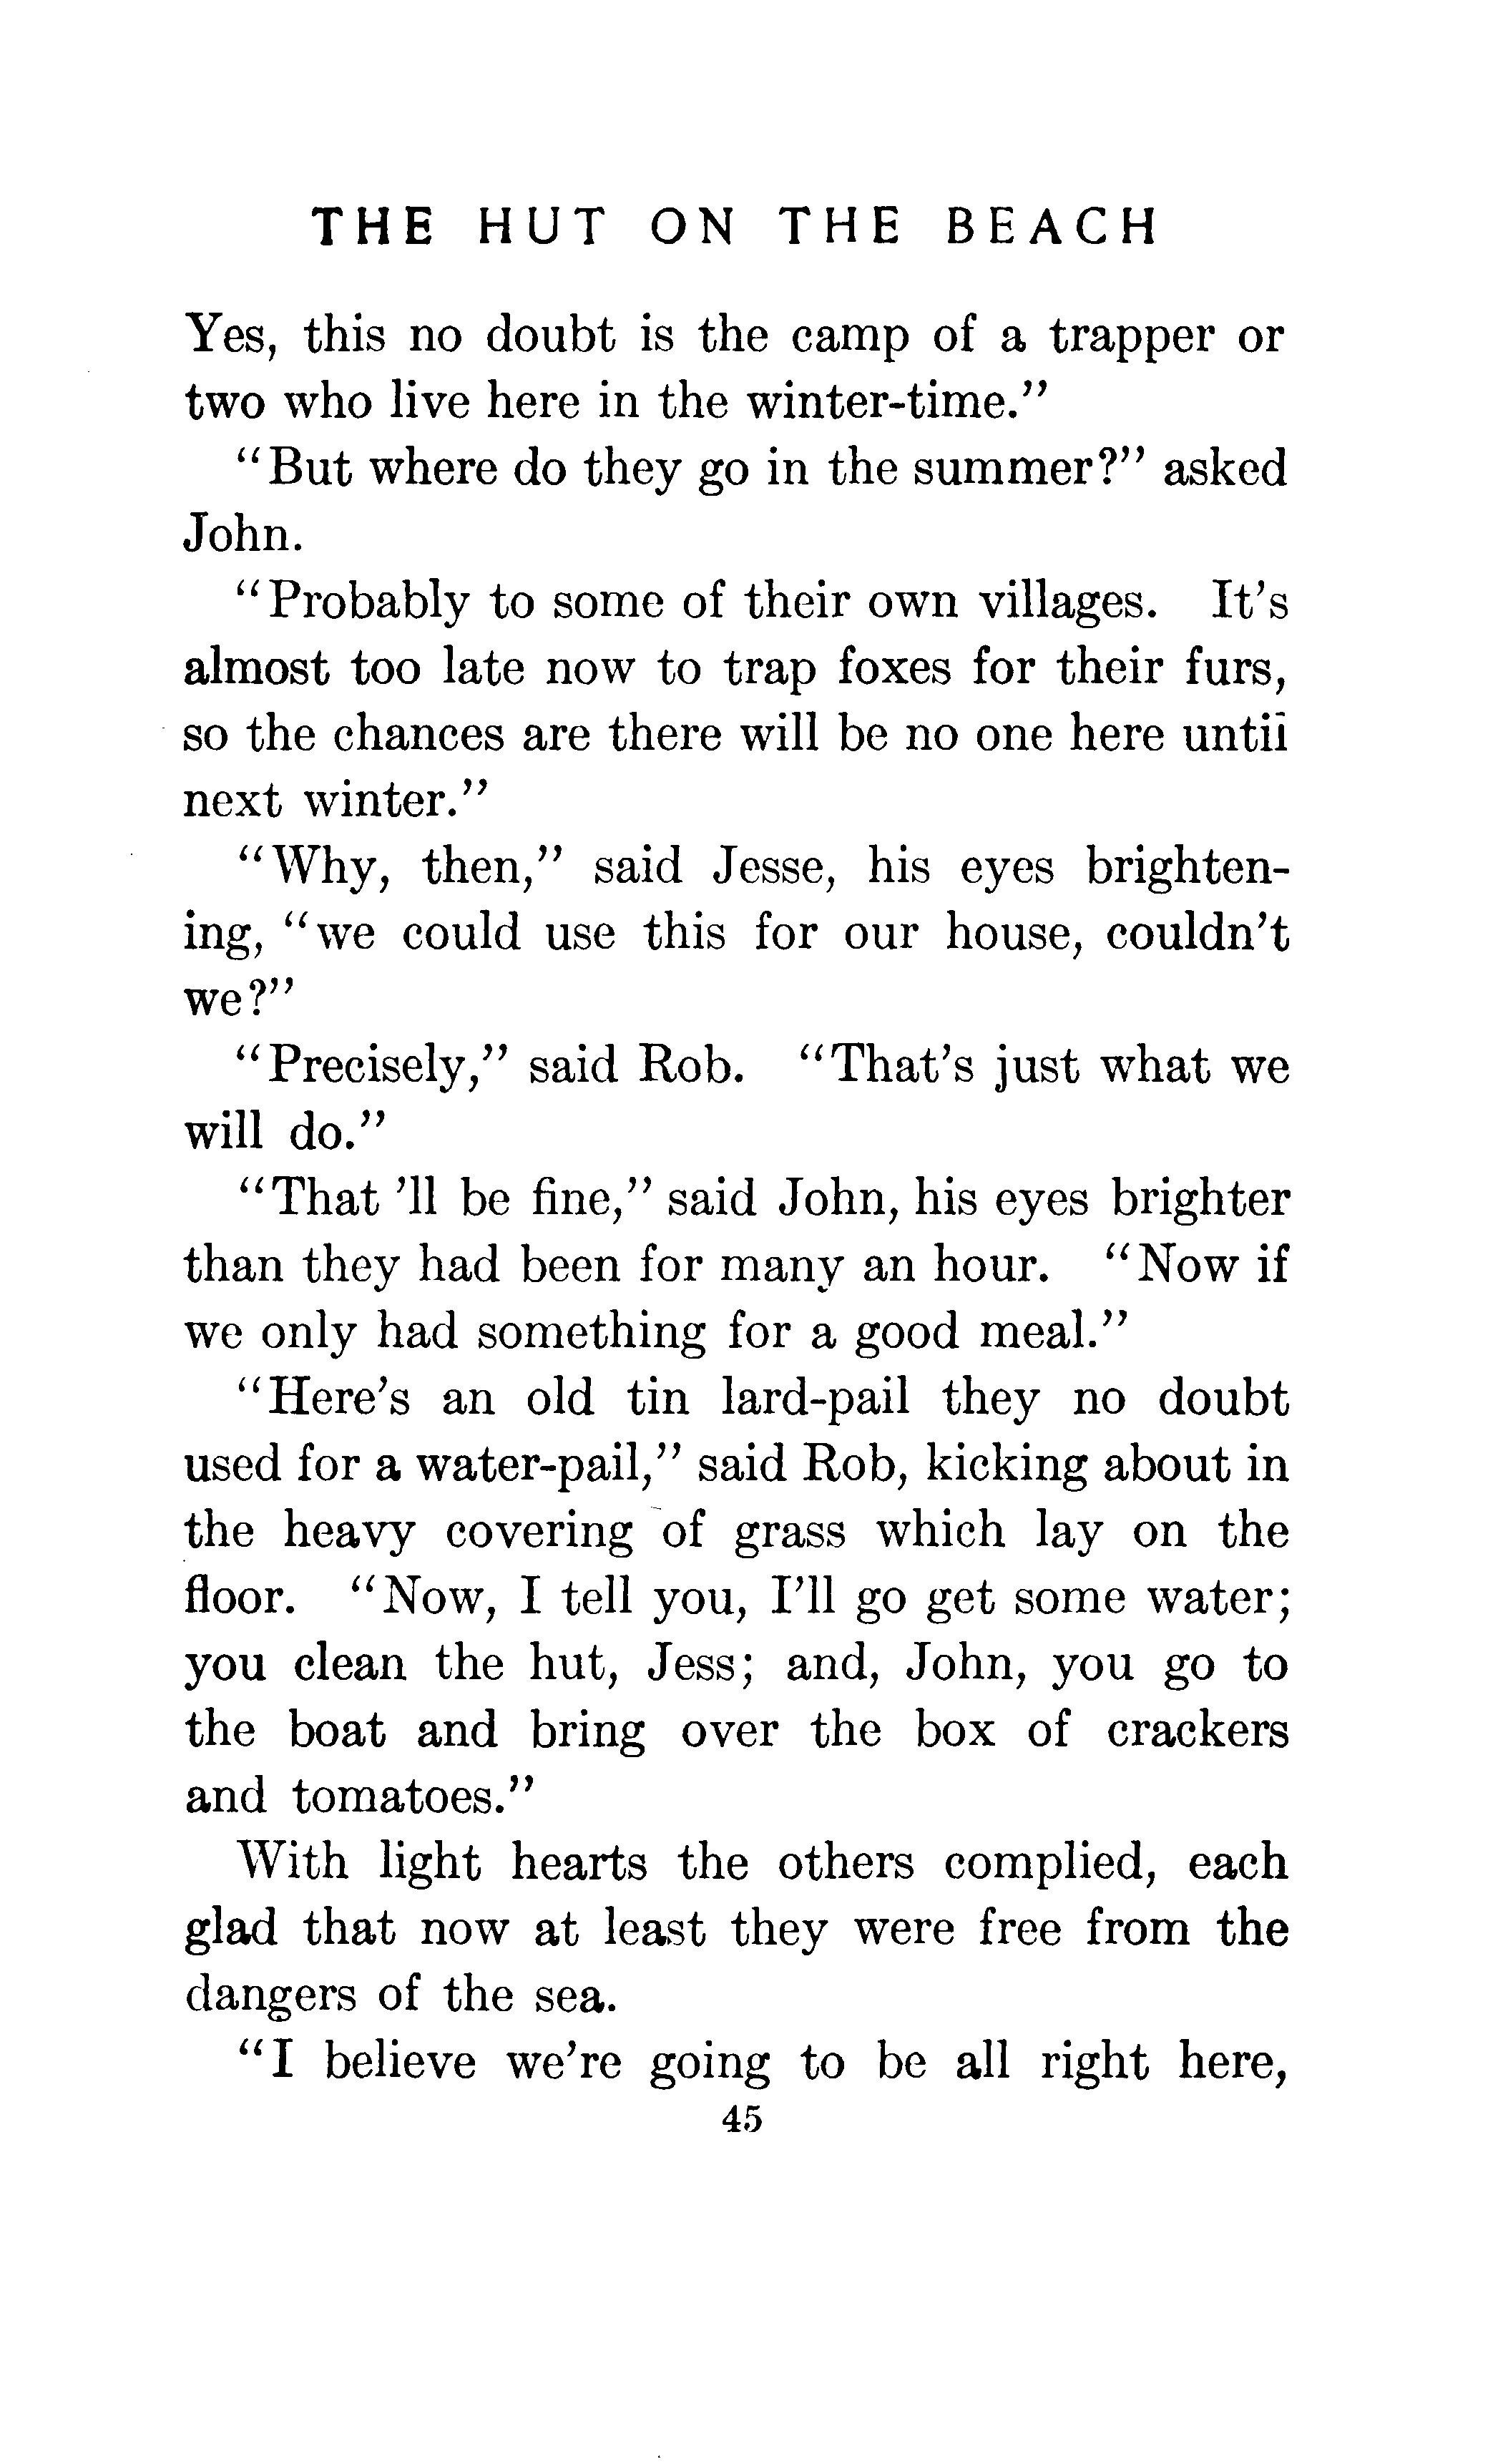 THE HUT ON THE BEACH
Yes, this no doubt is the camp of a trapper or
two who live here in the winter-time."
"But where do they go in the summer?" asked
John.
"Probably to some of their own villages. It's
almost too late now to trap foxes for their furs,
so the chances are there will be no one here until
next winter."
"Why, then," said Jesse, his eyes brighten-
ing, "we could use this for our house, couldn't
we?"
"Precisely," said Rob. "That's just what we
will do."
"That 'll be fine," said John, his eyes brighter
than they had been for many an hour. "Now if
we only had something for a good meal."
"Here's an old tin lard-pail they no doubt
used for a water-pail," said Rob, kicking about in
the heavy covering of grass which lay on the
floor. "Now, I tell you, I'll go get some water;
you clean the hut, Jess; and, John, you go to
the boat and bring over the box of crackers
and tomatoes."
With light hearts the others complied, each
glad that now at least they were free from the
dangers of the sea.
"I believe we're going to be all right here,
45